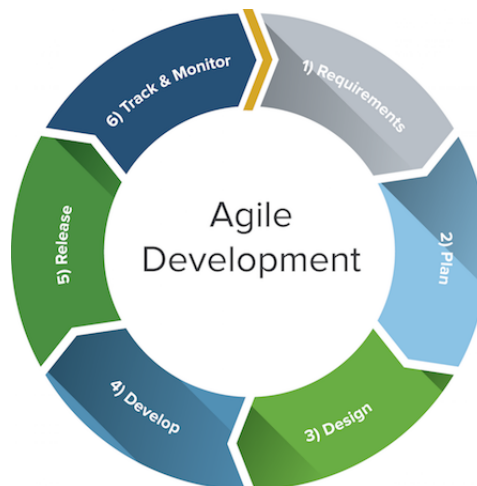 Agile
Development
1) Requirements
2) Plan
3) Design
4) Develop
5) Release
6) Track & Monitor